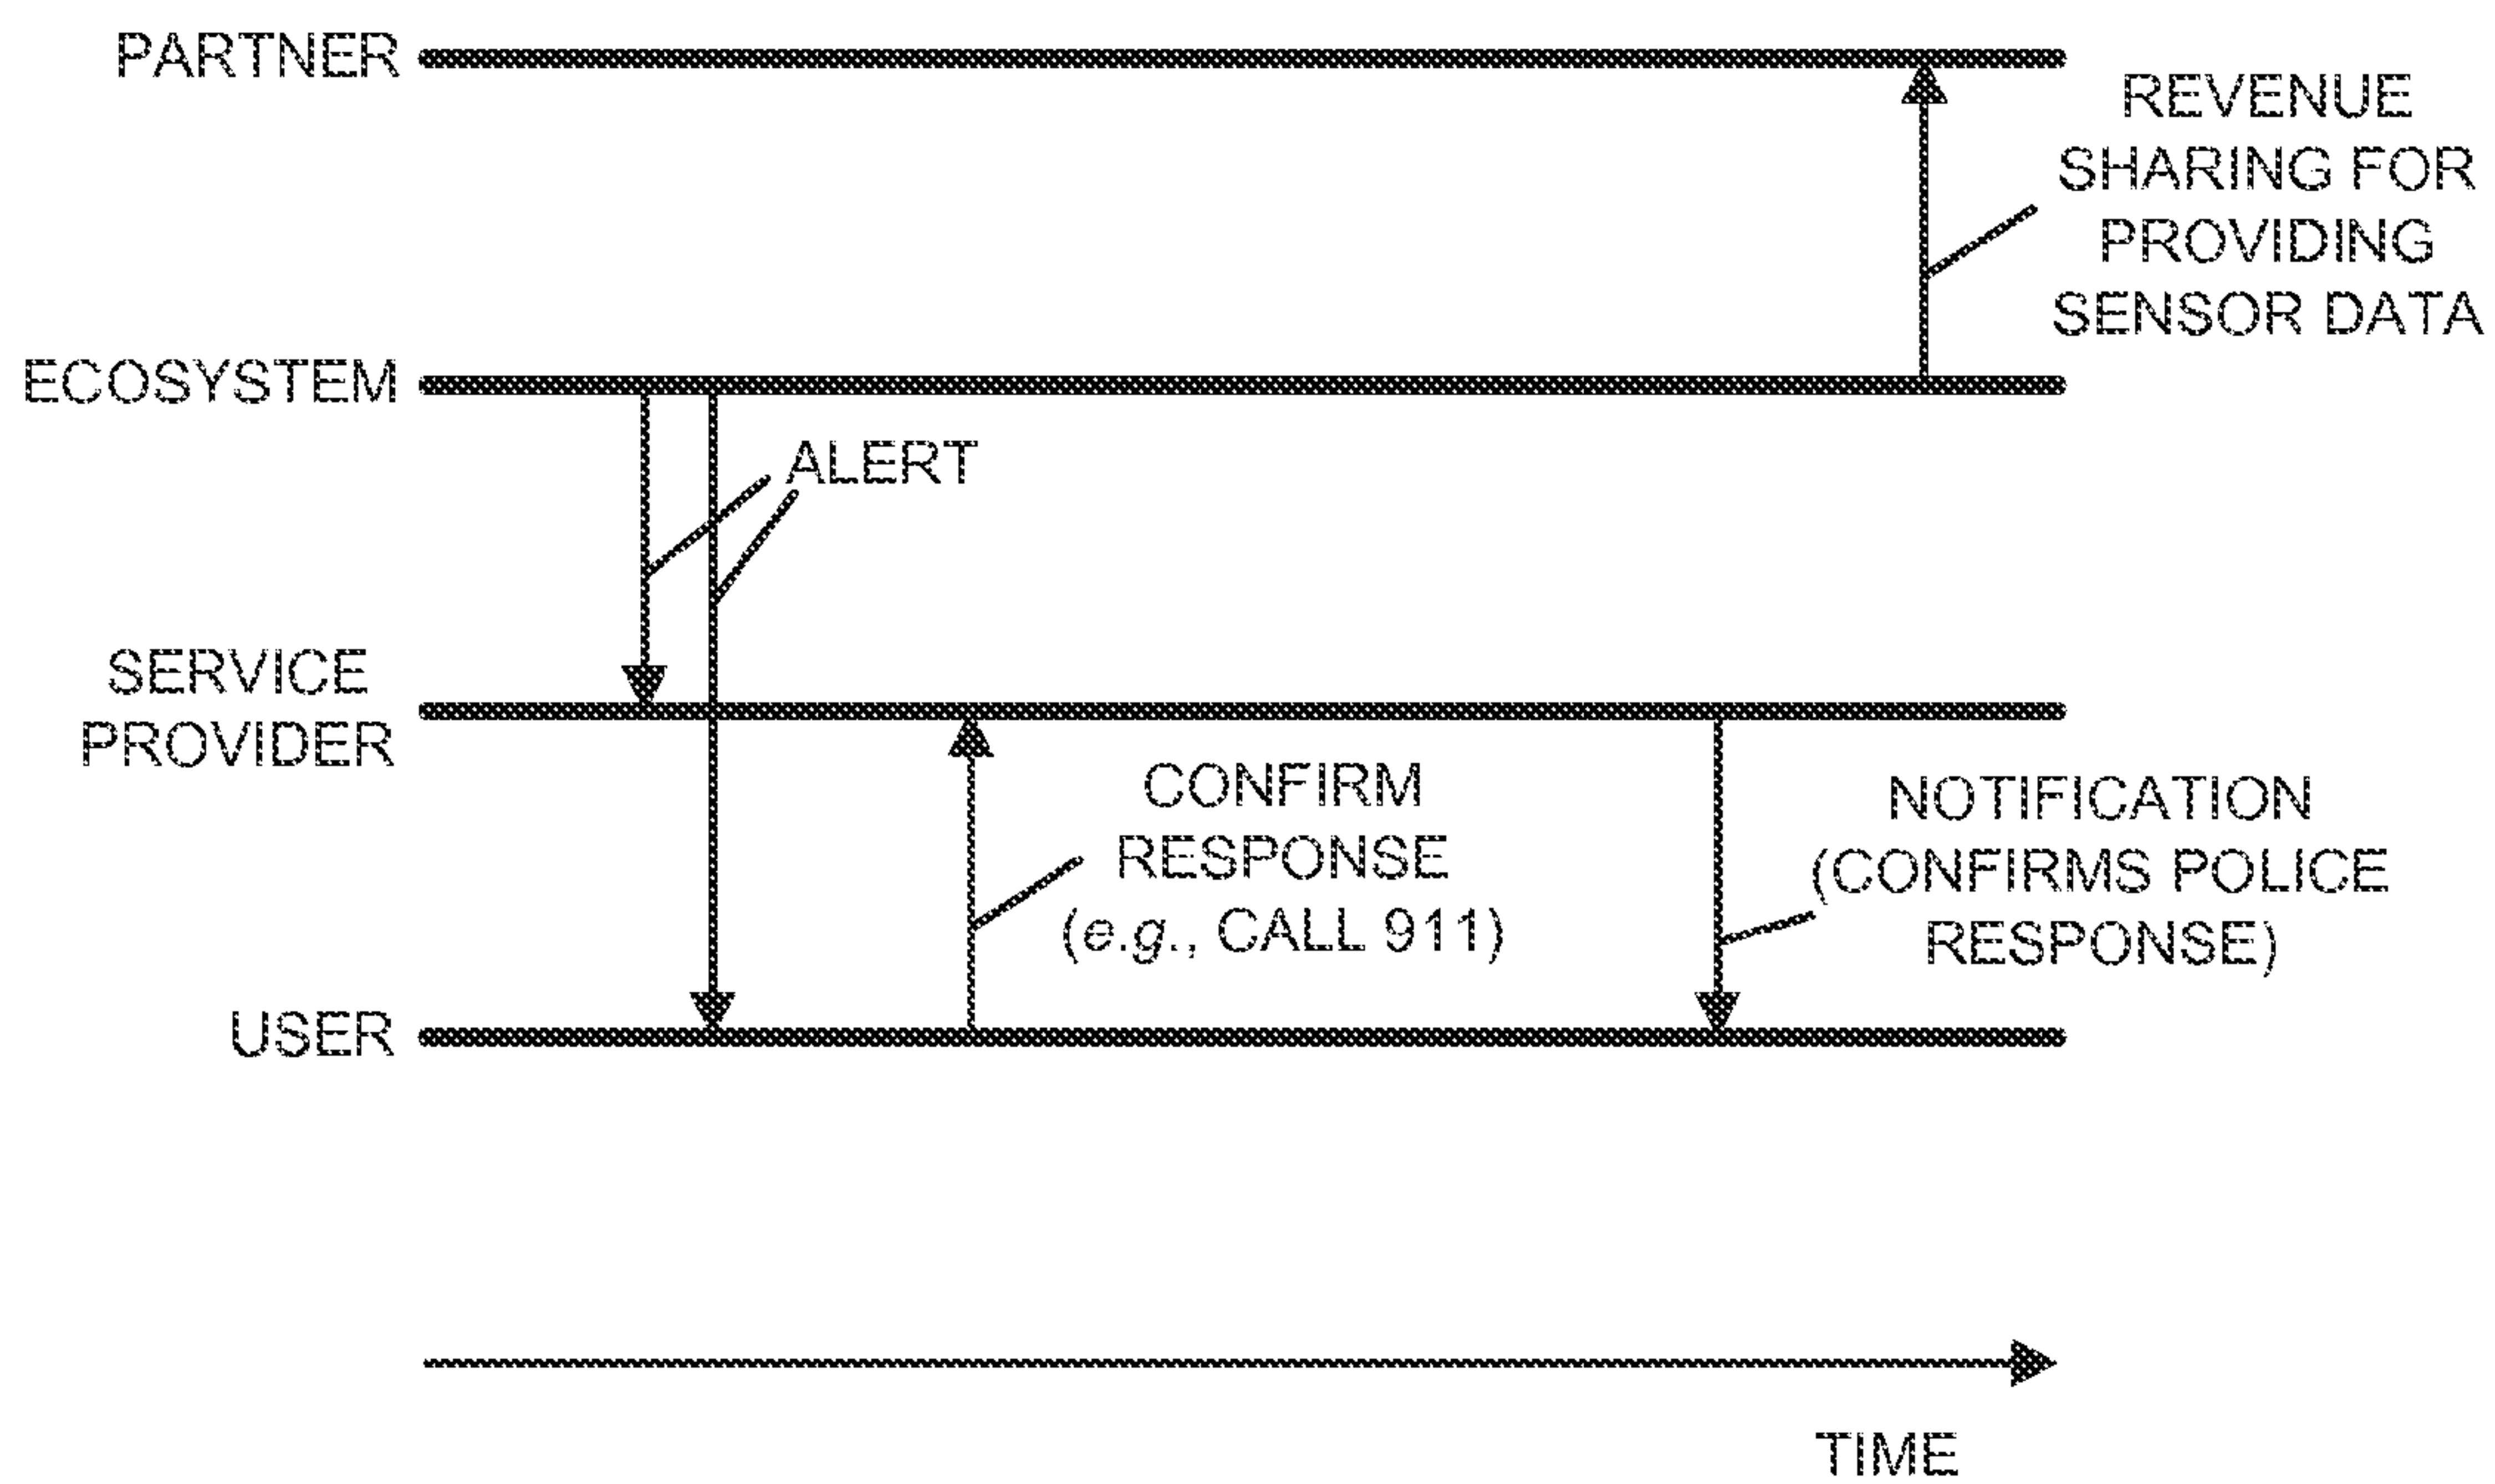 PARTNER
REVENUE
SHARING FOR
PROVIDING
SENSOR DATA
ECOSYSTEM
ALERT
SERVICE
PROVIDER
CONFIRM
RESPONSE
(e.g., CALL 911)
NOTIFICATION
(CONFIRMS POLICE
RESPONSE)
USER
TIME